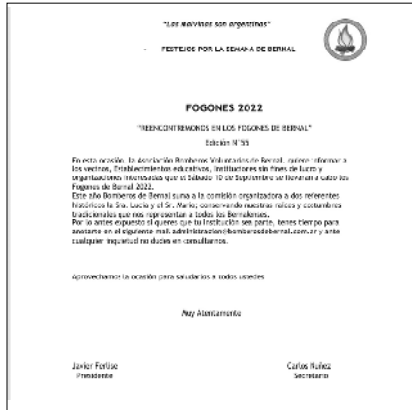 "Las Malvinas son argentinas"
- FESTEJOS POR LA SEMANA DE BERNAL
FOGONES 2022
"REENCONTREMONOS EN LOS FOGONES DE BERNAL"
Edición N°55
En esta ocasión, la Asociación Bomberos Voluntarios de Bernal, quiere informar a
los vecinos, Establecimientos educativos, Instituciones sin fines de lucro y
organizaciones interesadas que el Sábado 10 de Septiembre se llevaran a cabo los
Fogones de Bernal 2022.
Este año Bomberos de Bernal suma a la comisión organizadora a dos referentes
históricos la Sra. Lucia y el Sr. Mario; conservando nuestras raíces y costumbres
tradicionales que nos representan a todos los Bernalenses.
Por lo antes expuesto si queres que tu institución sea parte, tenes tiempo para
anotarte en el siguiente mail administracion@bomberosdebernal.com.ar y ante
cualquier inquietud no dudes en consultarnos.
Aprovechamos la ocasión para saludarlos a todos ustedes
Muy Atentamente
Javier Ferlise Carlos Nuñez
Presidente Secretario